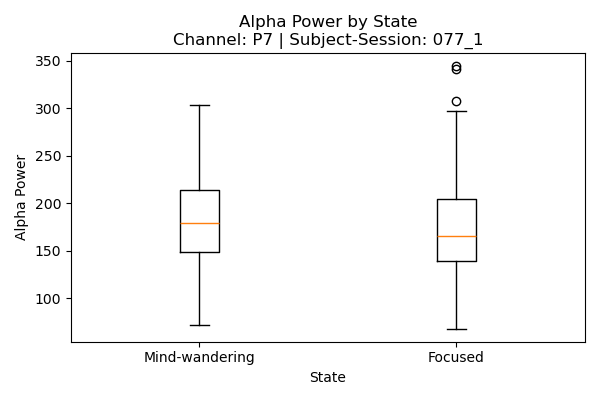 Alpha Power by State
Channel: P7 | Subject-Session: 077_1
350
300
250
200
150
100
Alpha Power
Mind-wandering
Focused
State